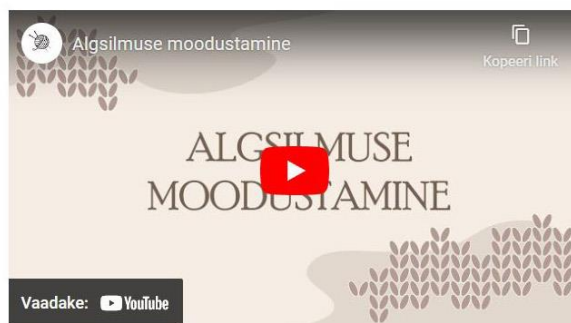 Algsilmuse moodustamine
Kopeeri link
ALGSILMUSE
MOODUSTAMINE
Vaadake: YouTube